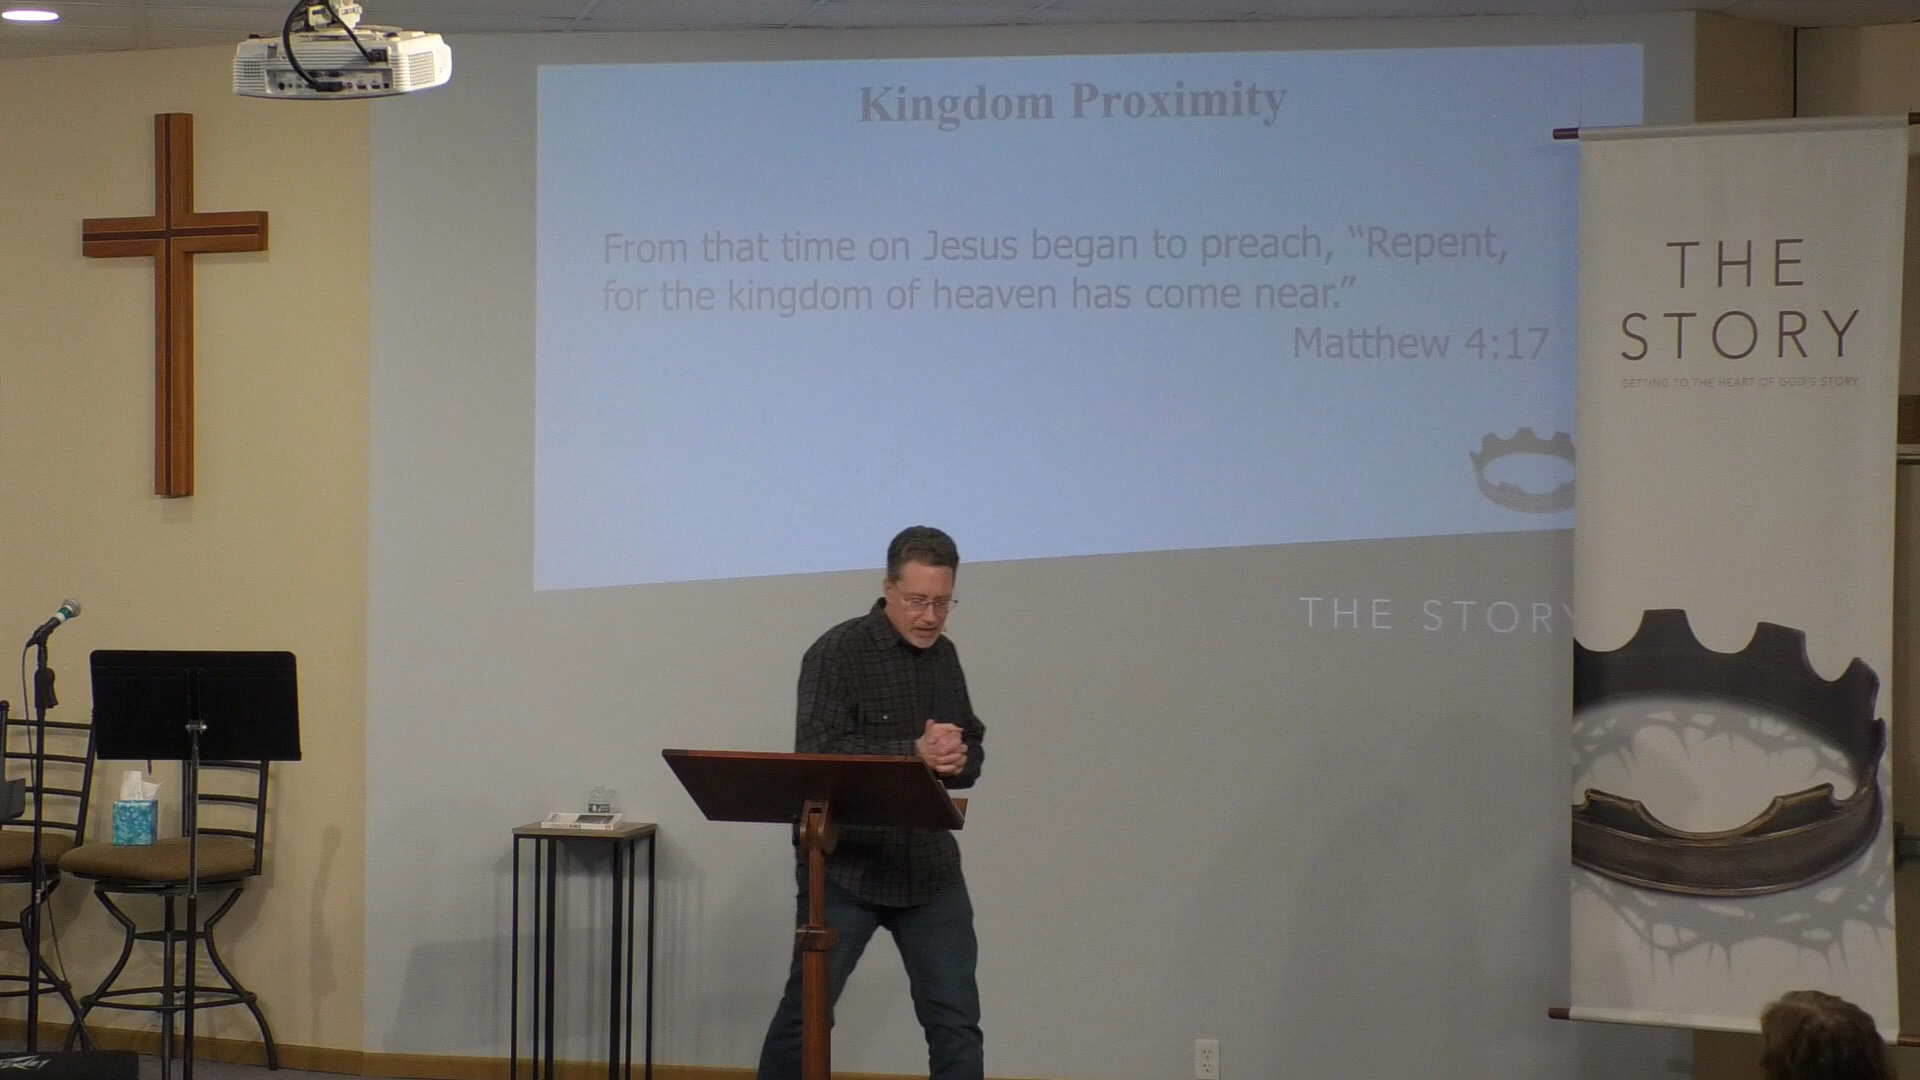 Kingdom Proximity
From that time on Jesus began to preach, “Repent,
for the kingdom of heaven has come near.”
Matthew 4:17
THE STORY
THE
STORY
GETTING TO THE HEART OF GOD'S STORY